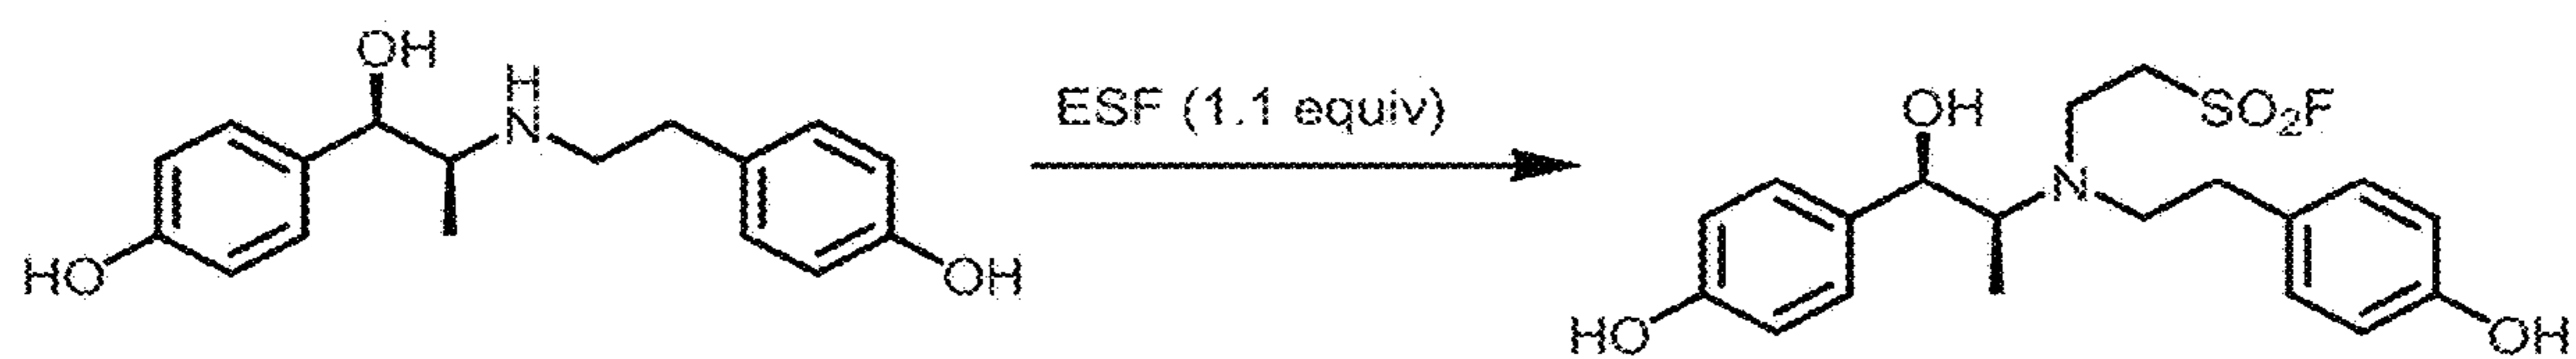 OH
H
N
HO
OH
ESF (1.1 equiv)
OH
SO2F
N
HO
OH